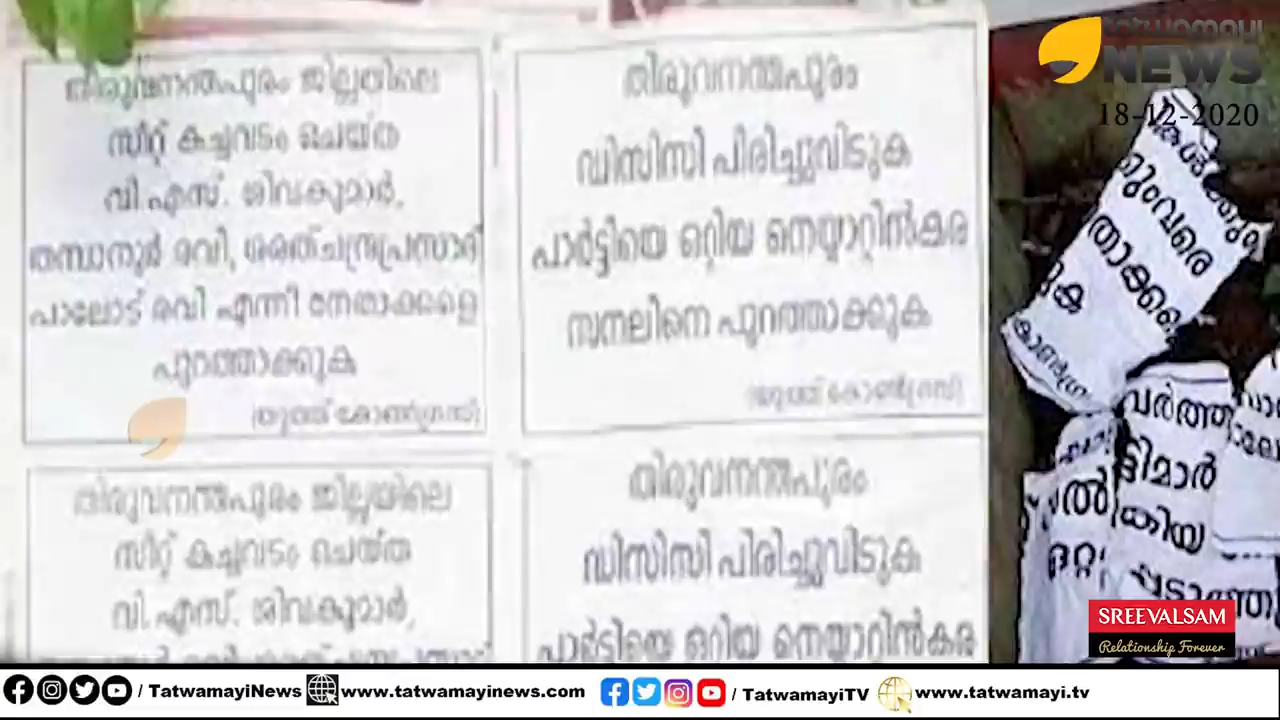 തിരുവനന്തപുരം ജില്ലയിലെ
സീറ്റ് കച്ചവടം ചെയ്ത
വി.എസ്. ശിവകുമാർ,
തമ്പാനൂർ രവി, ശരത്ചന്ദ്രപ്രസാദ്
പാലോട് രവി എന്നീ നേതാക്കളെ
പുറത്താക്കുക
(യൂത്ത് കോൺഗ്രസ്)
തിരുവനന്തപുരം
ഡിസിസി പിരിച്ചുവിടുക
പാർട്ടിയെ ഒറ്റിയ നെയ്യാറ്റിൻകര
സനലിനെ പുറത്താക്കുക
(യൂത്ത് കോൺഗ്രസ്)
തിരുവനന്തപുരം ജില്ലയിലെ
സീറ്റ് കച്ചവടം ചെയ്ത
വി.എസ്. ശിവകുമാർ
തിരുവനന്തപുരം
ഡിസിസി പിരിച്ചുവിടുക
പാർട്ടിയെ ഒറ്റിയ നെയ്യാറ്റിൻകര
tatwamayi
NEWS
18-12-2020
SREEVALSAM
Relationship Forever
/ TatwamayiNews www.tatwamayinews.com / TatwamayiTV www.tatwamayi.tv